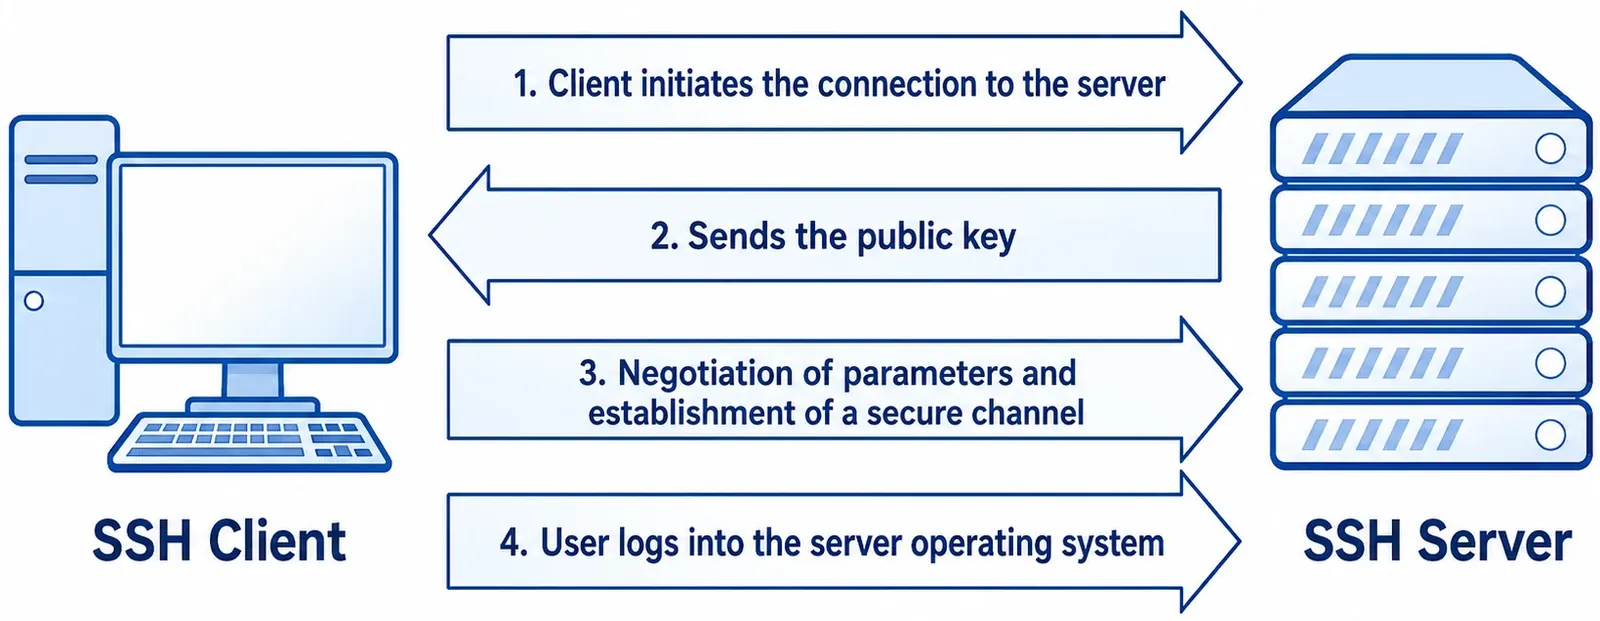 1. Client initiates the connection to the server
2. Sends the public key
3. Negotiation of parameters and
establishment of a secure channel
4. User logs into the server operating system
SSH Client
SSH Server